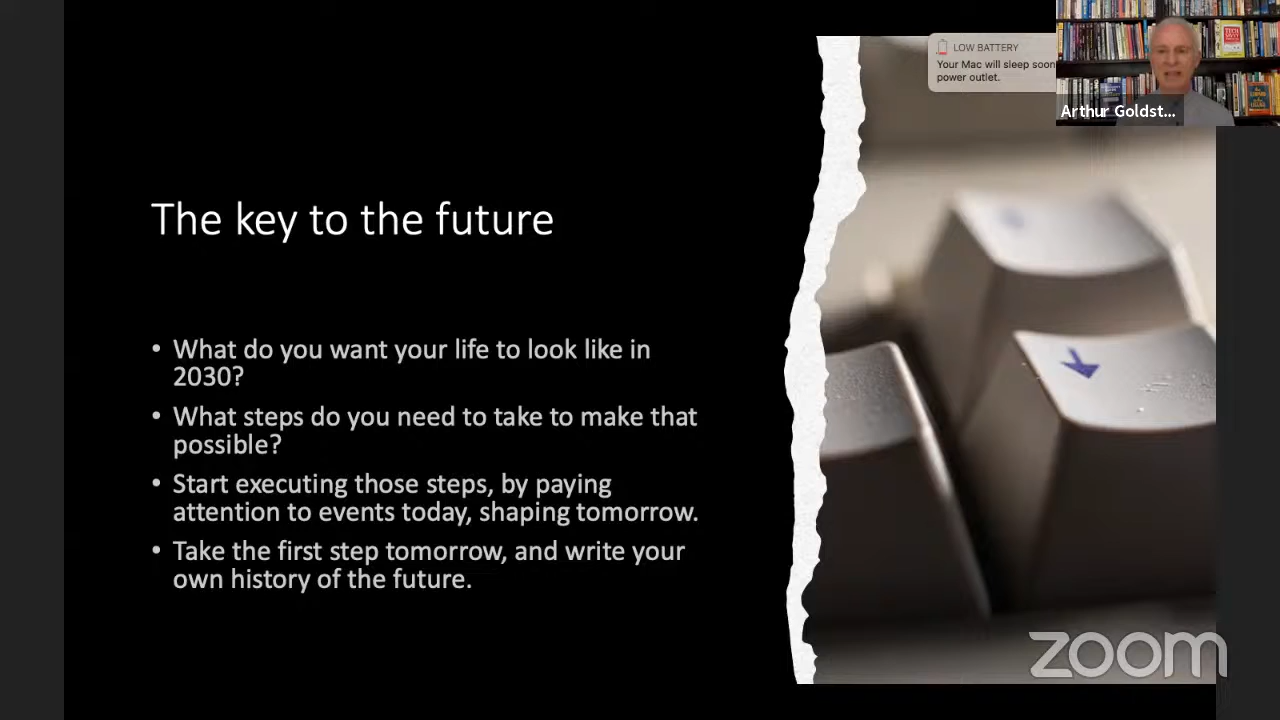 LOW BATTERY
Your Mac will sleep soon
power outlet.
Arthur Goldst...
The key to the future
• What do you want your life to look like in
2030?
• What steps do you need to take to make that
possible?
• Start executing those steps, by paying
attention to events today, shaping tomorrow.
• Take the first step tomorrow, and write your
own history of the future.
zoom